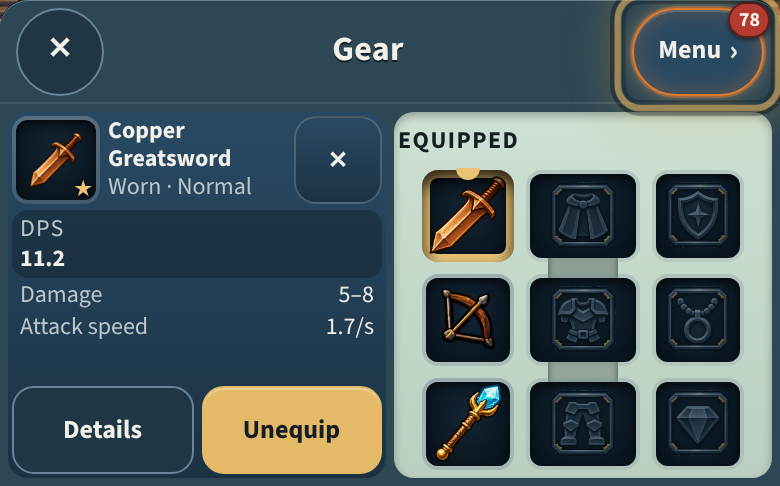 ×
Gear
Menu ›
78
Copper
Greatsword
Worn · Normal
×
DPS
11.2
Damage 5–8
Attack speed 1.7/s
Details
Unequip
EQUIPPED